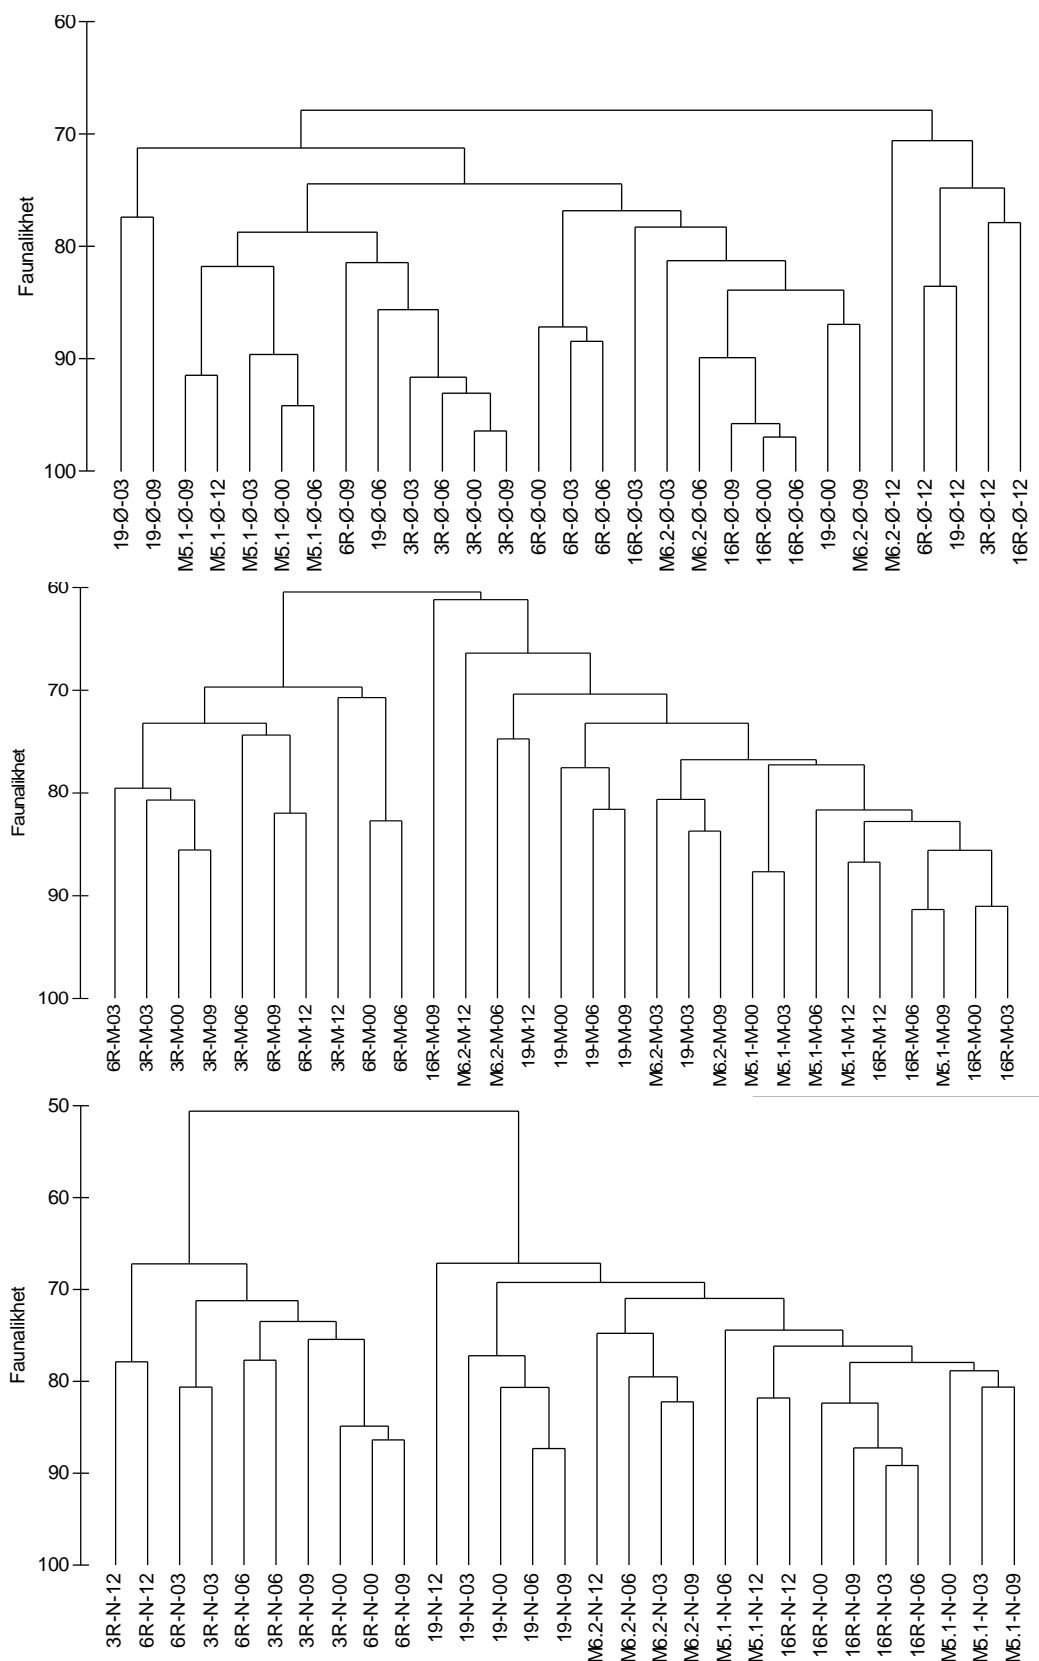 60
70
80
90
100
Faunalikhet
19-Ø-03
19-Ø-09
M5.1-Ø-09
M5.1-Ø-12
M5.1-Ø-03
M5.1-Ø-00
M5.1-Ø-06
6R-Ø-09
19-Ø-06
3R-Ø-03
3R-Ø-06
3R-Ø-00
3R-Ø-09
6R-Ø-00
6R-Ø-03
6R-Ø-06
16R-Ø-03
M6.2-Ø-03
M6.2-Ø-06
16R-Ø-09
16R-Ø-00
16R-Ø-06
19-Ø-00
M6.2-Ø-09
M6.2-Ø-12
6R-Ø-12
19-Ø-12
3R-Ø-12
16R-Ø-12
60
70
80
90
100
Faunalikhet
6R-M-03
3R-M-03
3R-M-00
3R-M-09
3R-M-06
6R-M-09
6R-M-12
3R-M-12
6R-M-00
6R-M-06
16R-M-09
M6.2-M-12
M6.2-M-06
19-M-12
19-M-00
19-M-06
19-M-09
M6.2-M-03
19-M-03
M6.2-M-09
M5.1-M-00
M5.1-M-03
M5.1-M-06
M5.1-M-12
16R-M-12
16R-M-06
M5.1-M-09
16R-M-00
16R-M-03
50
60
70
80
90
100
Faunalikhet
3R-N-12
6R-N-12
6R-N-03
3R-N-03
6R-N-06
3R-N-06
3R-N-09
3R-N-00
6R-N-00
6R-N-09
19-N-12
19-N-03
19-N-00
19-N-06
19-N-09
M6.2-N-12
M6.2-N-06
M6.2-N-03
M6.2-N-09
M5.1-N-06
M5.1-N-12
16R-N-12
16R-N-00
16R-N-09
16R-N-03
16R-N-06
M5.1-N-00
M5.1-N-03
M5.1-N-09